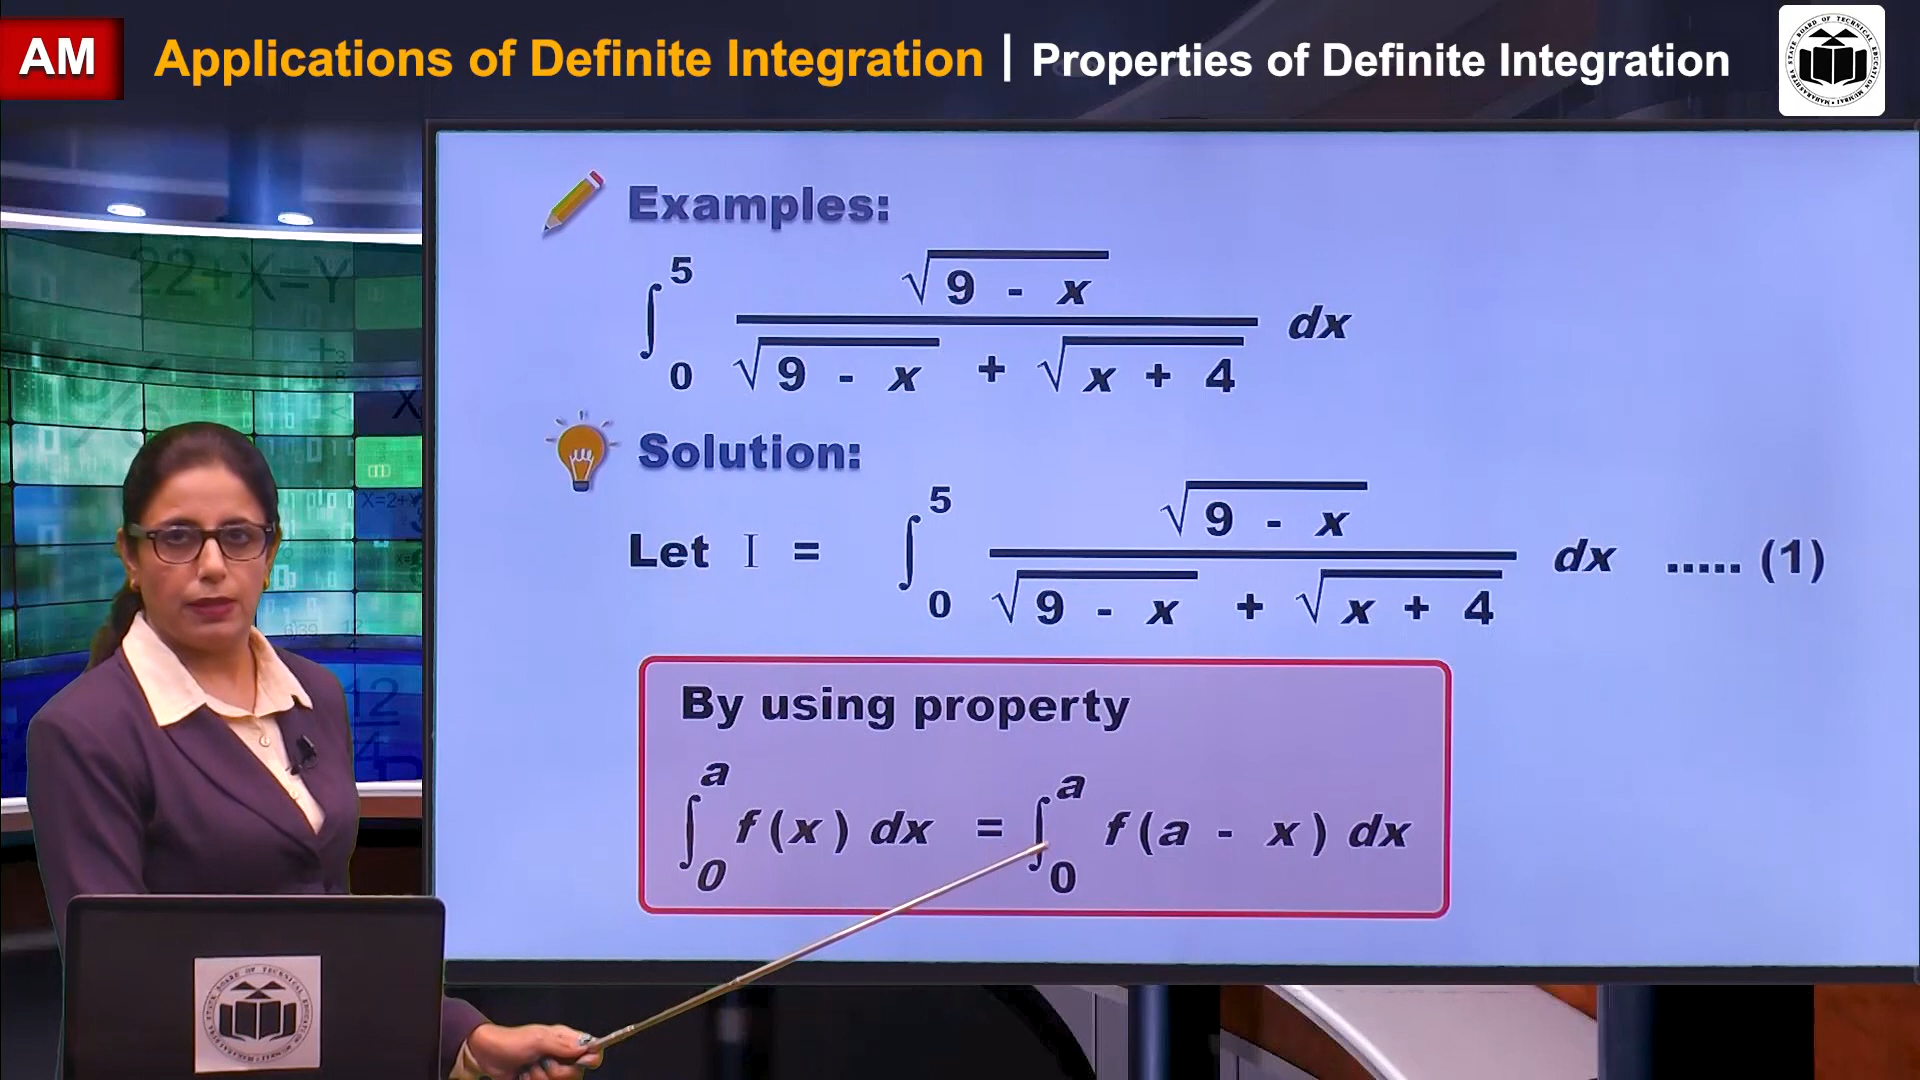 AM Applications of Definite Integration | Properties of Definite Integration
Examples:
∫₀⁵ √(9 - x) / (√(9 - x) + √(x + 4)) dx
Solution:
Let I = ∫₀⁵ √(9 - x) / (√(9 - x) + √(x + 4)) dx ..... (1)
By using property
∫₀ᵃ f(x) dx = ∫₀ᵃ f(a - x) dx
22+X=Y